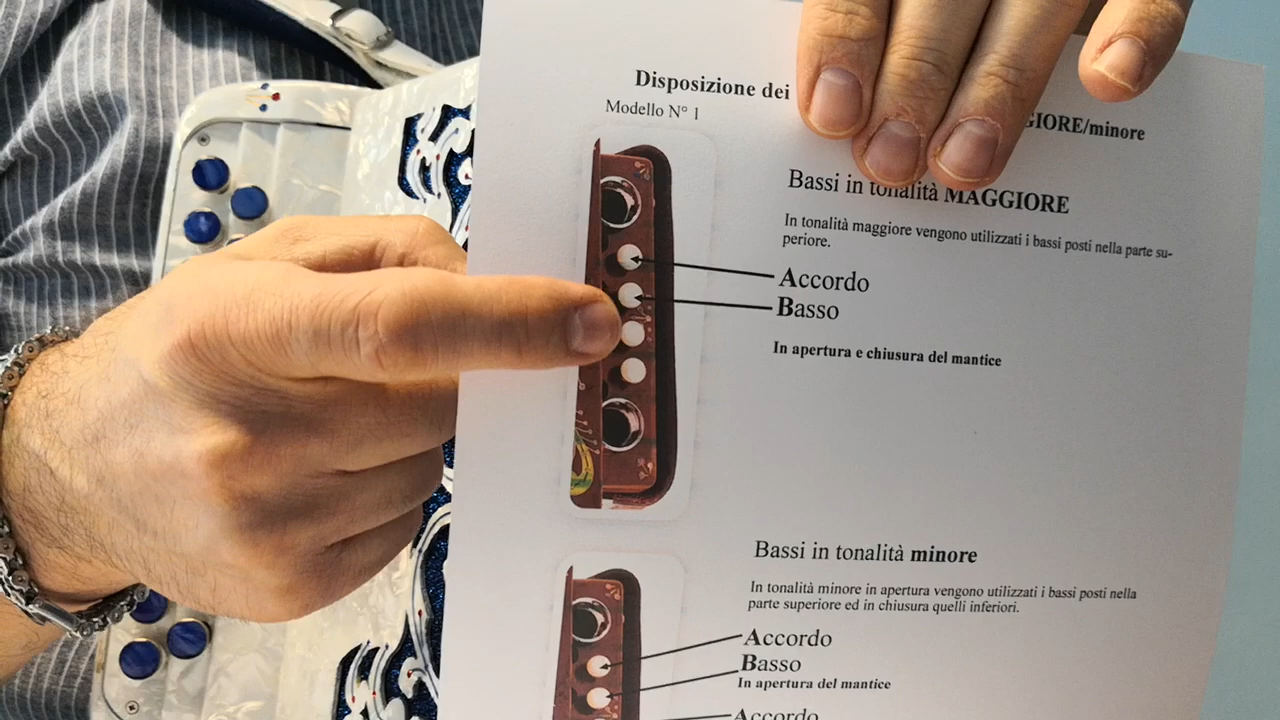 Disposizione dei GIORE/minore
Modello N° 1
Bassi in tonalità MAGGIORE
In tonalità maggiore vengono utilizzati i bassi posti nella parte su-
periore.
Accordo
Basso
In apertura e chiusura del mantice
Bassi in tonalità minore
In tonalità minore in apertura vengono utilizzati i bassi posti nella
parte superiore ed in chiusura quelli inferiori.
Accordo
Basso
In apertura del mantice
Accordo